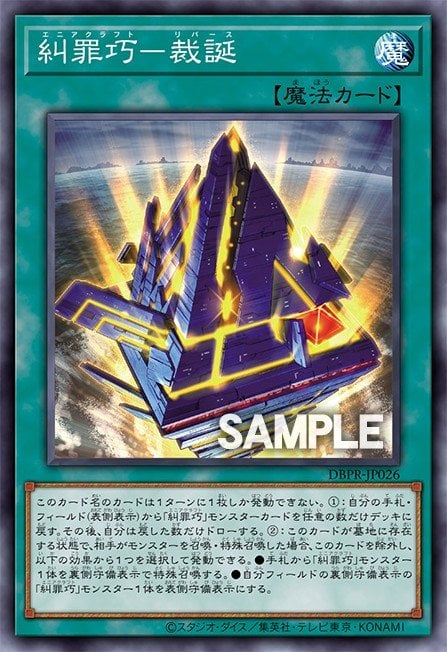 エニアクラフト リバース
糾罪巧－裁誕
魔
【魔法カード】
SAMPLE
DBPR-JP026
このカード名のカードは1ターンに1枚しか発動できない。①:自分の手札・
フィールド(表側表示)から「糾罪巧」モンスターカードを任意の数だけデッキに
戻す。その後、自分は戻した数だけドローする。②:このカードが墓地に存在
する状態で、相手がモンスターを召喚・特殊召喚した場合、このカードを除外し、
以下の効果から1つを選択して発動できる。●手札から「糾罪巧」モンスター
1体を裏側守備表示で特殊召喚する。●自分フィールドの裏側守備表示の
「糾罪巧」モンスター1体を表側守備表示にする。
©スタジオ・ダイス／集英社・テレビ東京・KONAMI